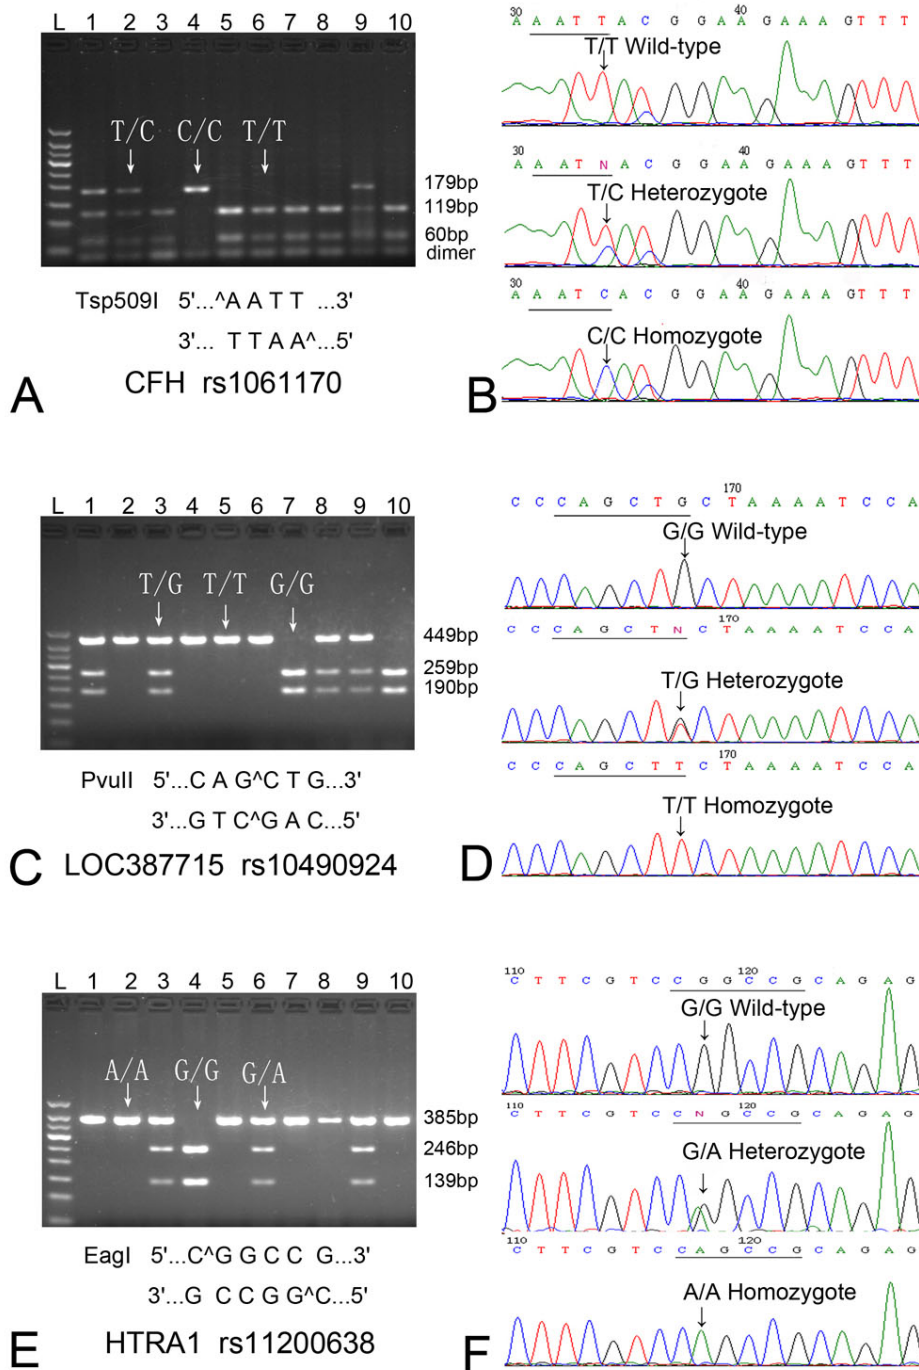 L 1 2 3 4 5 6 7 8 9 10
T/C C/C T/T
179bp
119bp
60bp
dimer
Tsp509I 5'...^A A T T ...3'
3'... T T A A^...5'
CFH rs1061170
A
30 40
A A A T T A C G G A A G A A A G T T T
T/T Wild-type
30 40
A A A T N A C G G A A G A A A G T T T
T/C Heterozygote
30 40
A A A T C A C G G A A G A A A G T T T
C/C Homozygote
B
L 1 2 3 4 5 6 7 8 9 10
T/G T/T G/G
449bp
259bp
190bp
PvuII 5'...C A G^C T G...3'
3'...G T C^G A C...5'
LOC387715 rs10490924
C
170
C C C A G C T G C T A A A A T C C A
G/G Wild-type
C C C A G C T N C T A A A A T C C A
170
T/G Heterozygote
170
C C C A G C T T C T A A A A T C C A
T/T Homozygote
D
L 1 2 3 4 5 6 7 8 9 10
A/A G/G G/A
385bp
246bp
139bp
EagI 5'...C^G G C C G...3'
3'...G C C G G^C...5'
HTRA1 rs11200638
E
110 120
C T T C G T C C G G C C G C A G A G
G/G Wild-type
110 120
C T T C G T C C N G C C G C A G A G
G/A Heterozygote
110 120
C T T C G T C C A G C C G C A G A G
A/A Homozygote
F